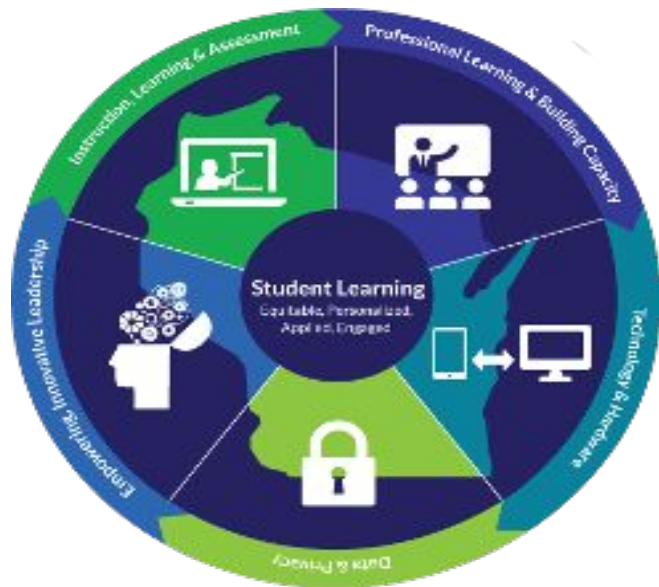 Instruction, Learning & Assessment
Professional Learning & Building Capacity
Technology & Hardware
Data & Privacy
Empowering, Innovative Leadership
Student Learning
Equitable, Personalized,
Applied, Engaged